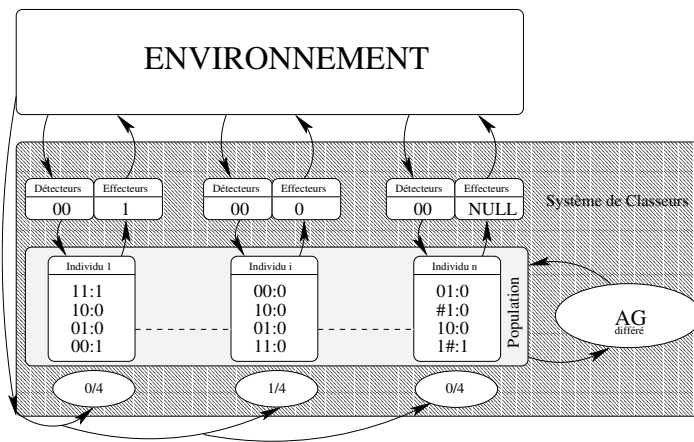 ENVIRONNEMENT
Détecteurs Effecteurs
00 1
Détecteurs Effecteurs
00 0
Détecteurs Effecteurs
00 NULL
Système de Classeurs
Individu 1
11:1
10:0
01:0
00:1
Individu i
00:0
10:0
01:0
11:0
Individu n
01:0
#1:0
10:0
1#:1
Population
AG
différé
0/4
1/4
0/4